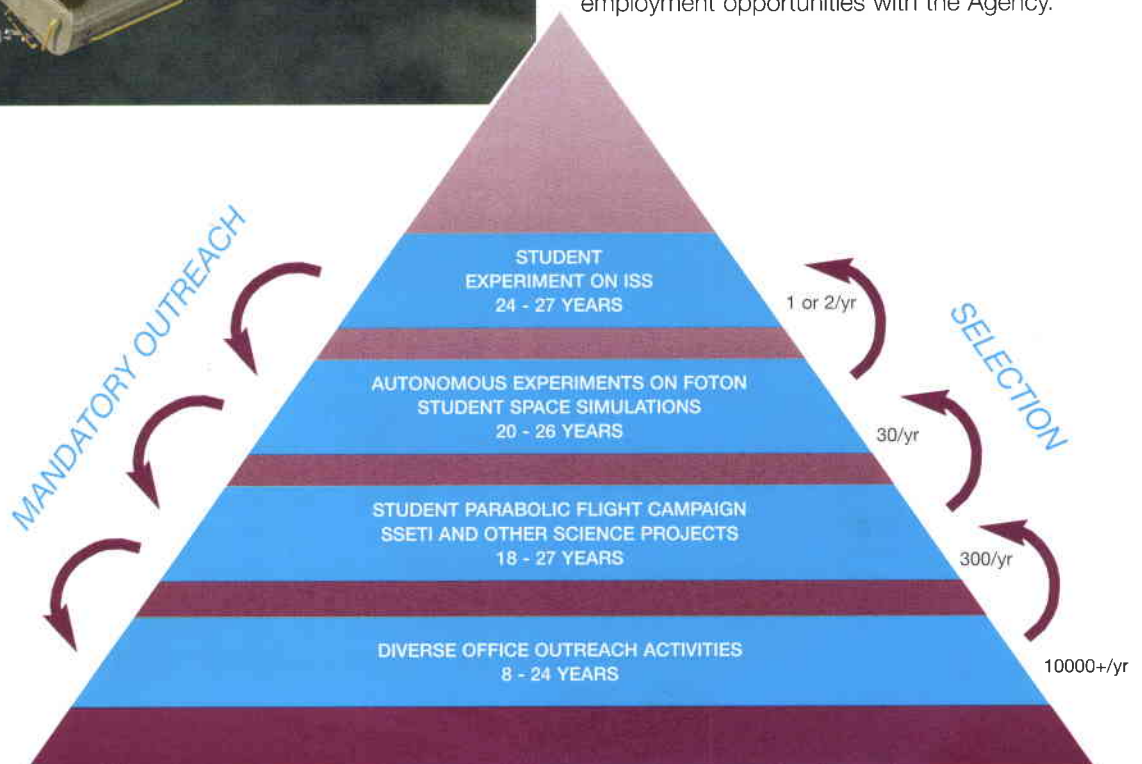 employment opportunities with the Agency.
MANDATORY OUTREACH
SELECTION
STUDENT
EXPERIMENT ON ISS
24 - 27 YEARS
1 or 2/yr
AUTONOMOUS EXPERIMENTS ON FOTON
STUDENT SPACE SIMULATIONS
20 - 26 YEARS
30/yr
STUDENT PARABOLIC FLIGHT CAMPAIGN
SSETI AND OTHER SCIENCE PROJECTS
18 - 27 YEARS
300/yr
DIVERSE OFFICE OUTREACH ACTIVITIES
8 - 24 YEARS
10000+/yr